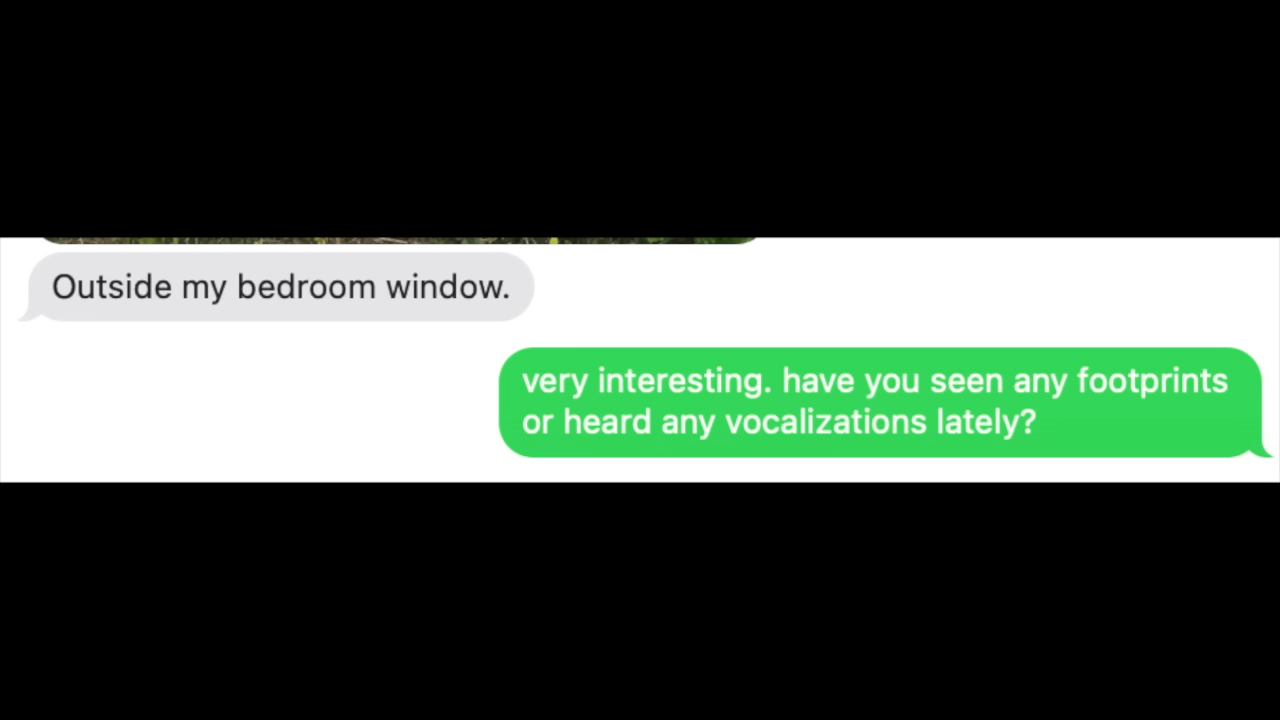 Outside my bedroom window.
very interesting. have you seen any footprints
or heard any vocalizations lately?